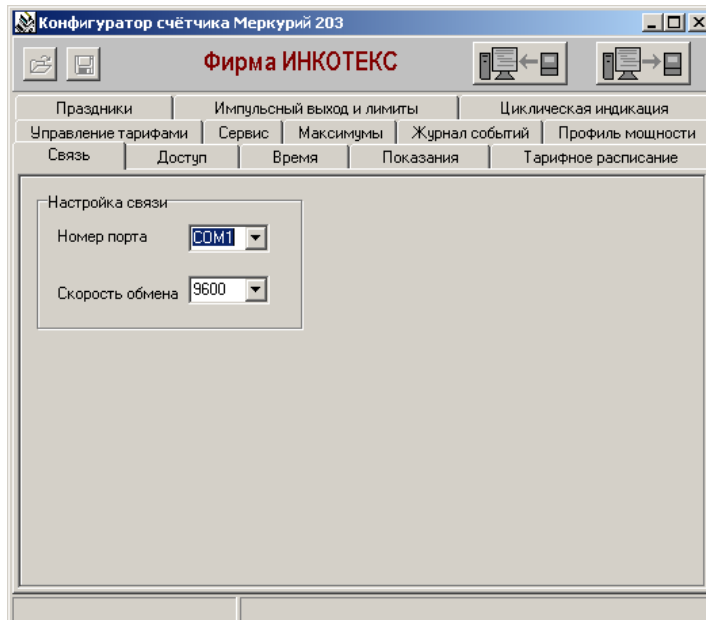 Конфигуратор счётчика Меркурий 203
Фирма ИНКОТЕКС
Праздники Импульсный выход и лимиты Циклическая индикация
Управление тарифами Сервис Максимумы Журнал событий Профиль мощности
Связь Доступ Время Показания Тарифное расписание
Настройка связи
Номер порта COM1
Скорость обмена 9600